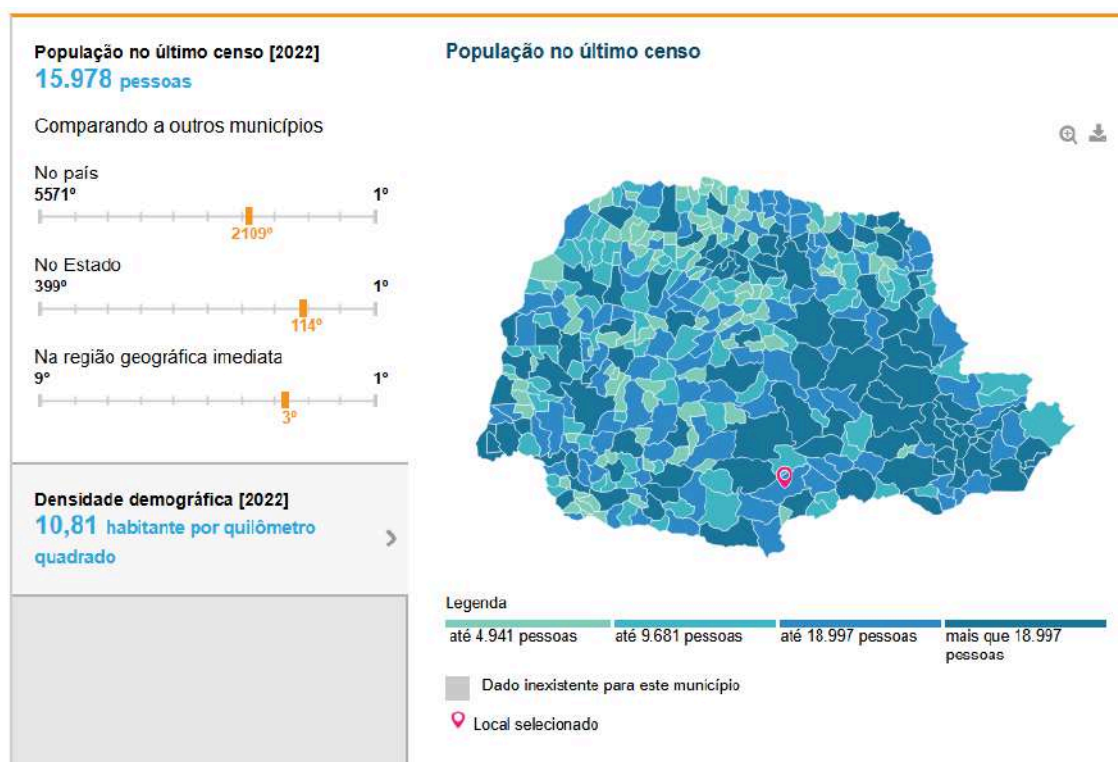 População no último censo [2022]
15.978 pessoas
Comparando a outros municípios
No país
5571º 1º
2109º
No Estado
399º 1º
114º
Na região geográfica imediata
9º 1º
3º
Densidade demográfica [2022]
10,81 habitante por quilômetro
quadrado
População no último censo
Legenda
até 4.941 pessoas
até 9.681 pessoas
até 18.997 pessoas
mais que 18.997
pessoas
Dado inexistente para este município
Local selecionado